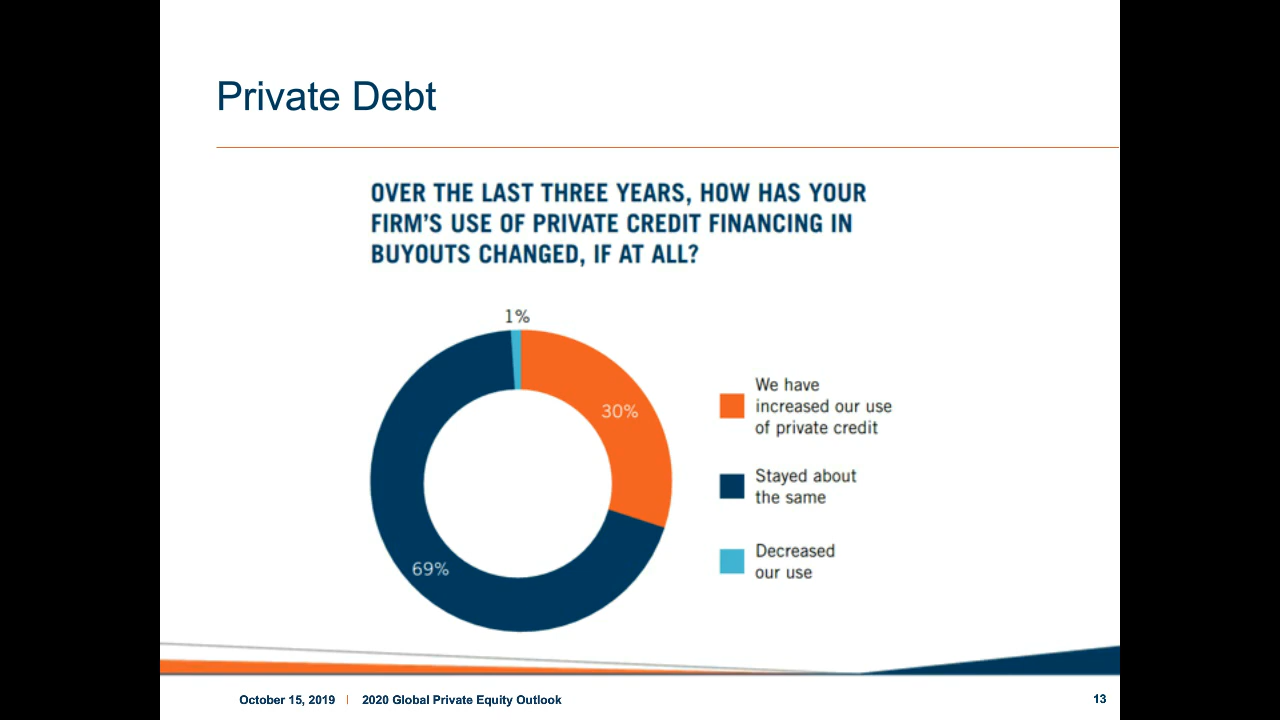 Private Debt
OVER THE LAST THREE YEARS, HOW HAS YOUR
FIRM'S USE OF PRIVATE CREDIT FINANCING IN
BUYOUTS CHANGED, IF AT ALL?
1%
30%
69%
We have
increased our use
of private credit
Stayed about
the same
Decreased
our use
October 15, 2019 | 2020 Global Private Equity Outlook
13